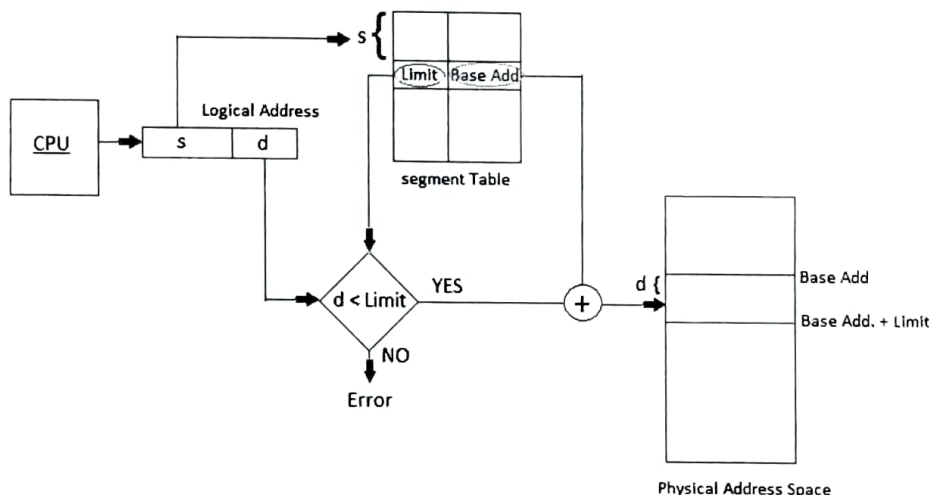 s {
Limit Base Add
Logical Address
CPU
s d
segment Table
d < Limit
YES
+
d {
Base Add
Base Add. + Limit
NO
Error
Physical Address Space